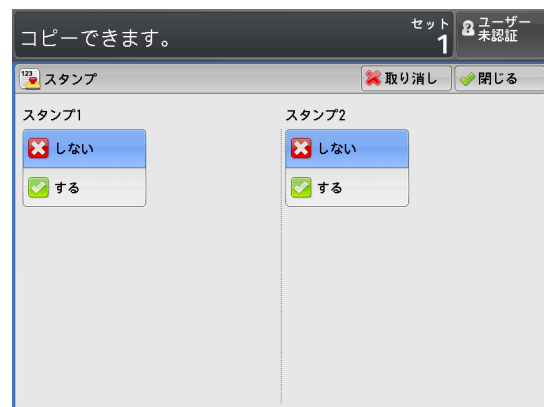 コピーできます。
セット
1
ユーザー
未認証
123
スタンプ
取り消し
閉じる
スタンプ1
しない
する
スタンプ2
しない
する